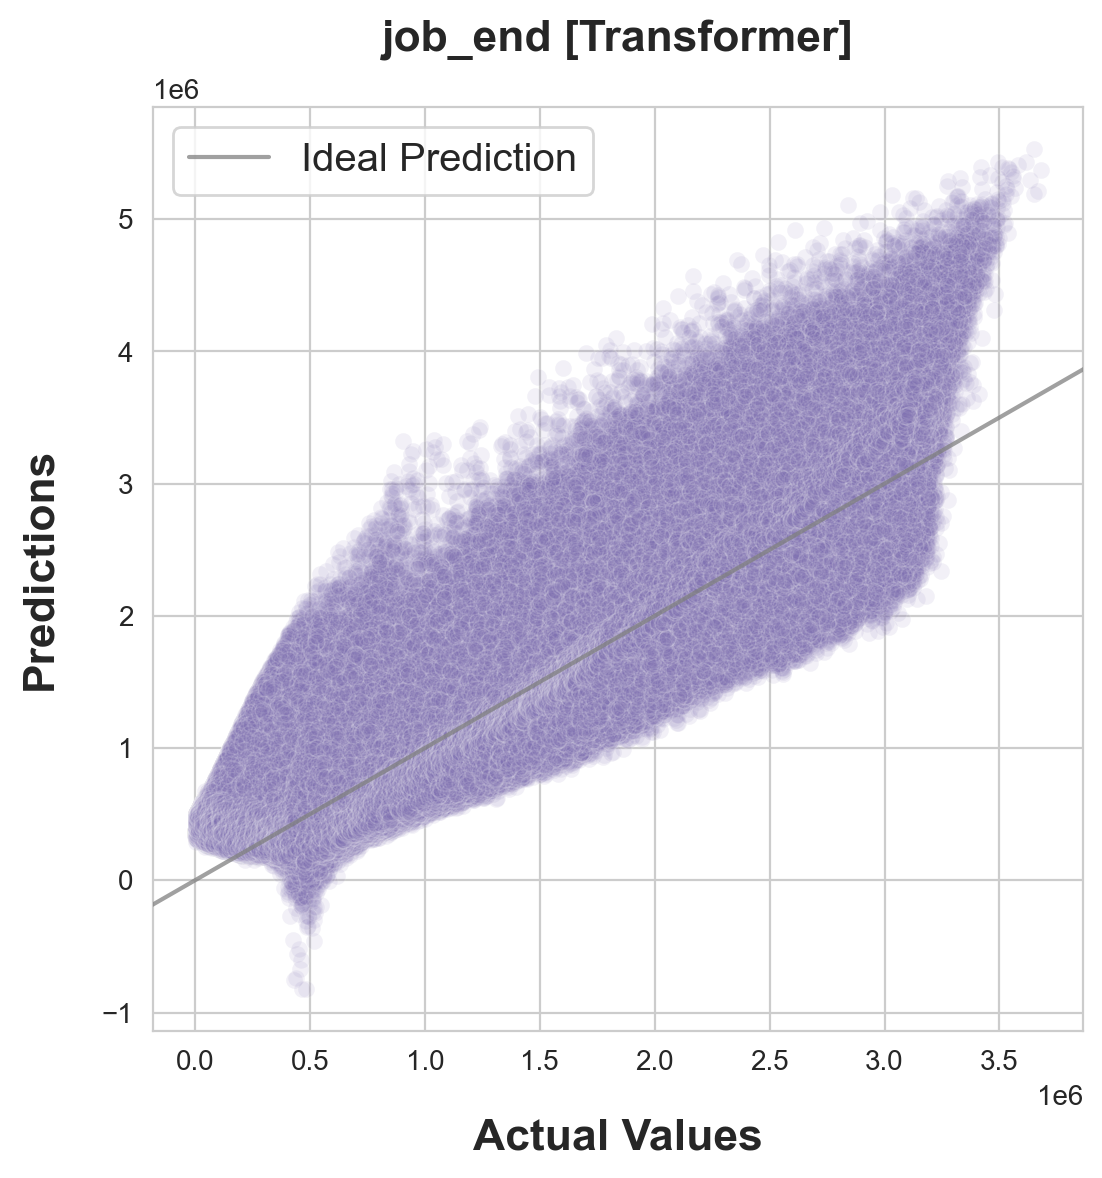 job_end [Transformer]
1e6
Ideal Prediction
5
4
3
2
1
0
−1
Predictions
0.0 0.5 1.0 1.5 2.0 2.5 3.0 3.5
1e6
Actual Values